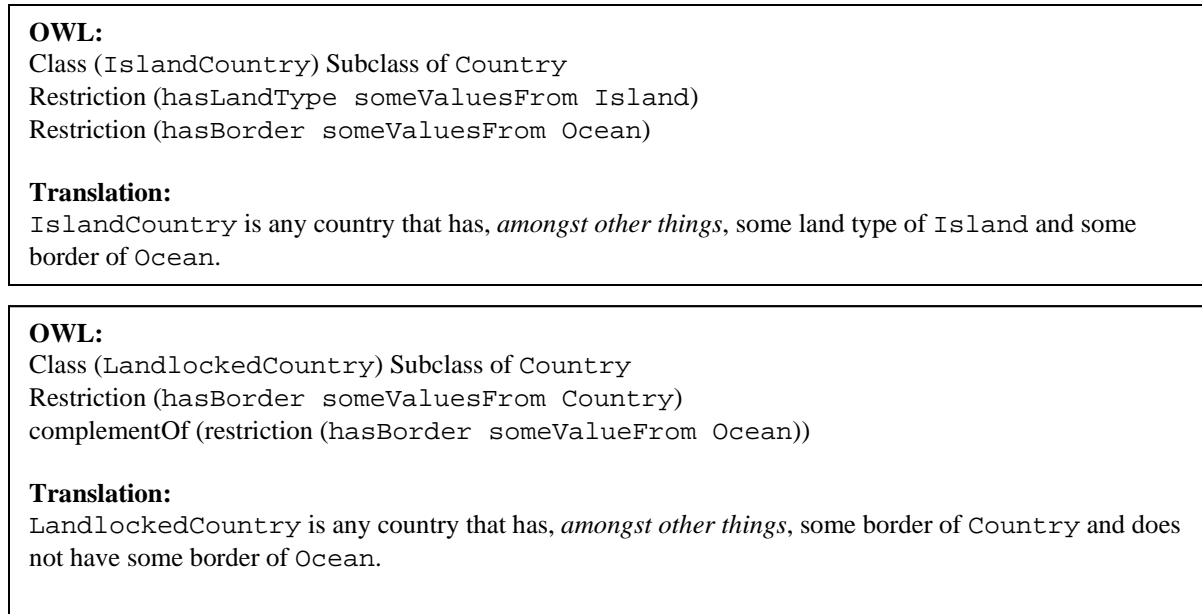 OWL:
Class (IslandCountry) Subclass of Country
Restriction (hasLandType someValuesFrom Island)
Restriction (hasBorder someValuesFrom Ocean)
Translation:
IslandCountry is any country that has, amongst other things, some land type of Island and some
border of Ocean.
OWL:
Class (LandlockedCountry) Subclass of Country
Restriction (hasBorder someValuesFrom Country)
complementOf (restriction (hasBorder someValueFrom Ocean))
Translation:
LandlockedCountry is any country that has, amongst other things, some border of Country and does
not have some border of Ocean.